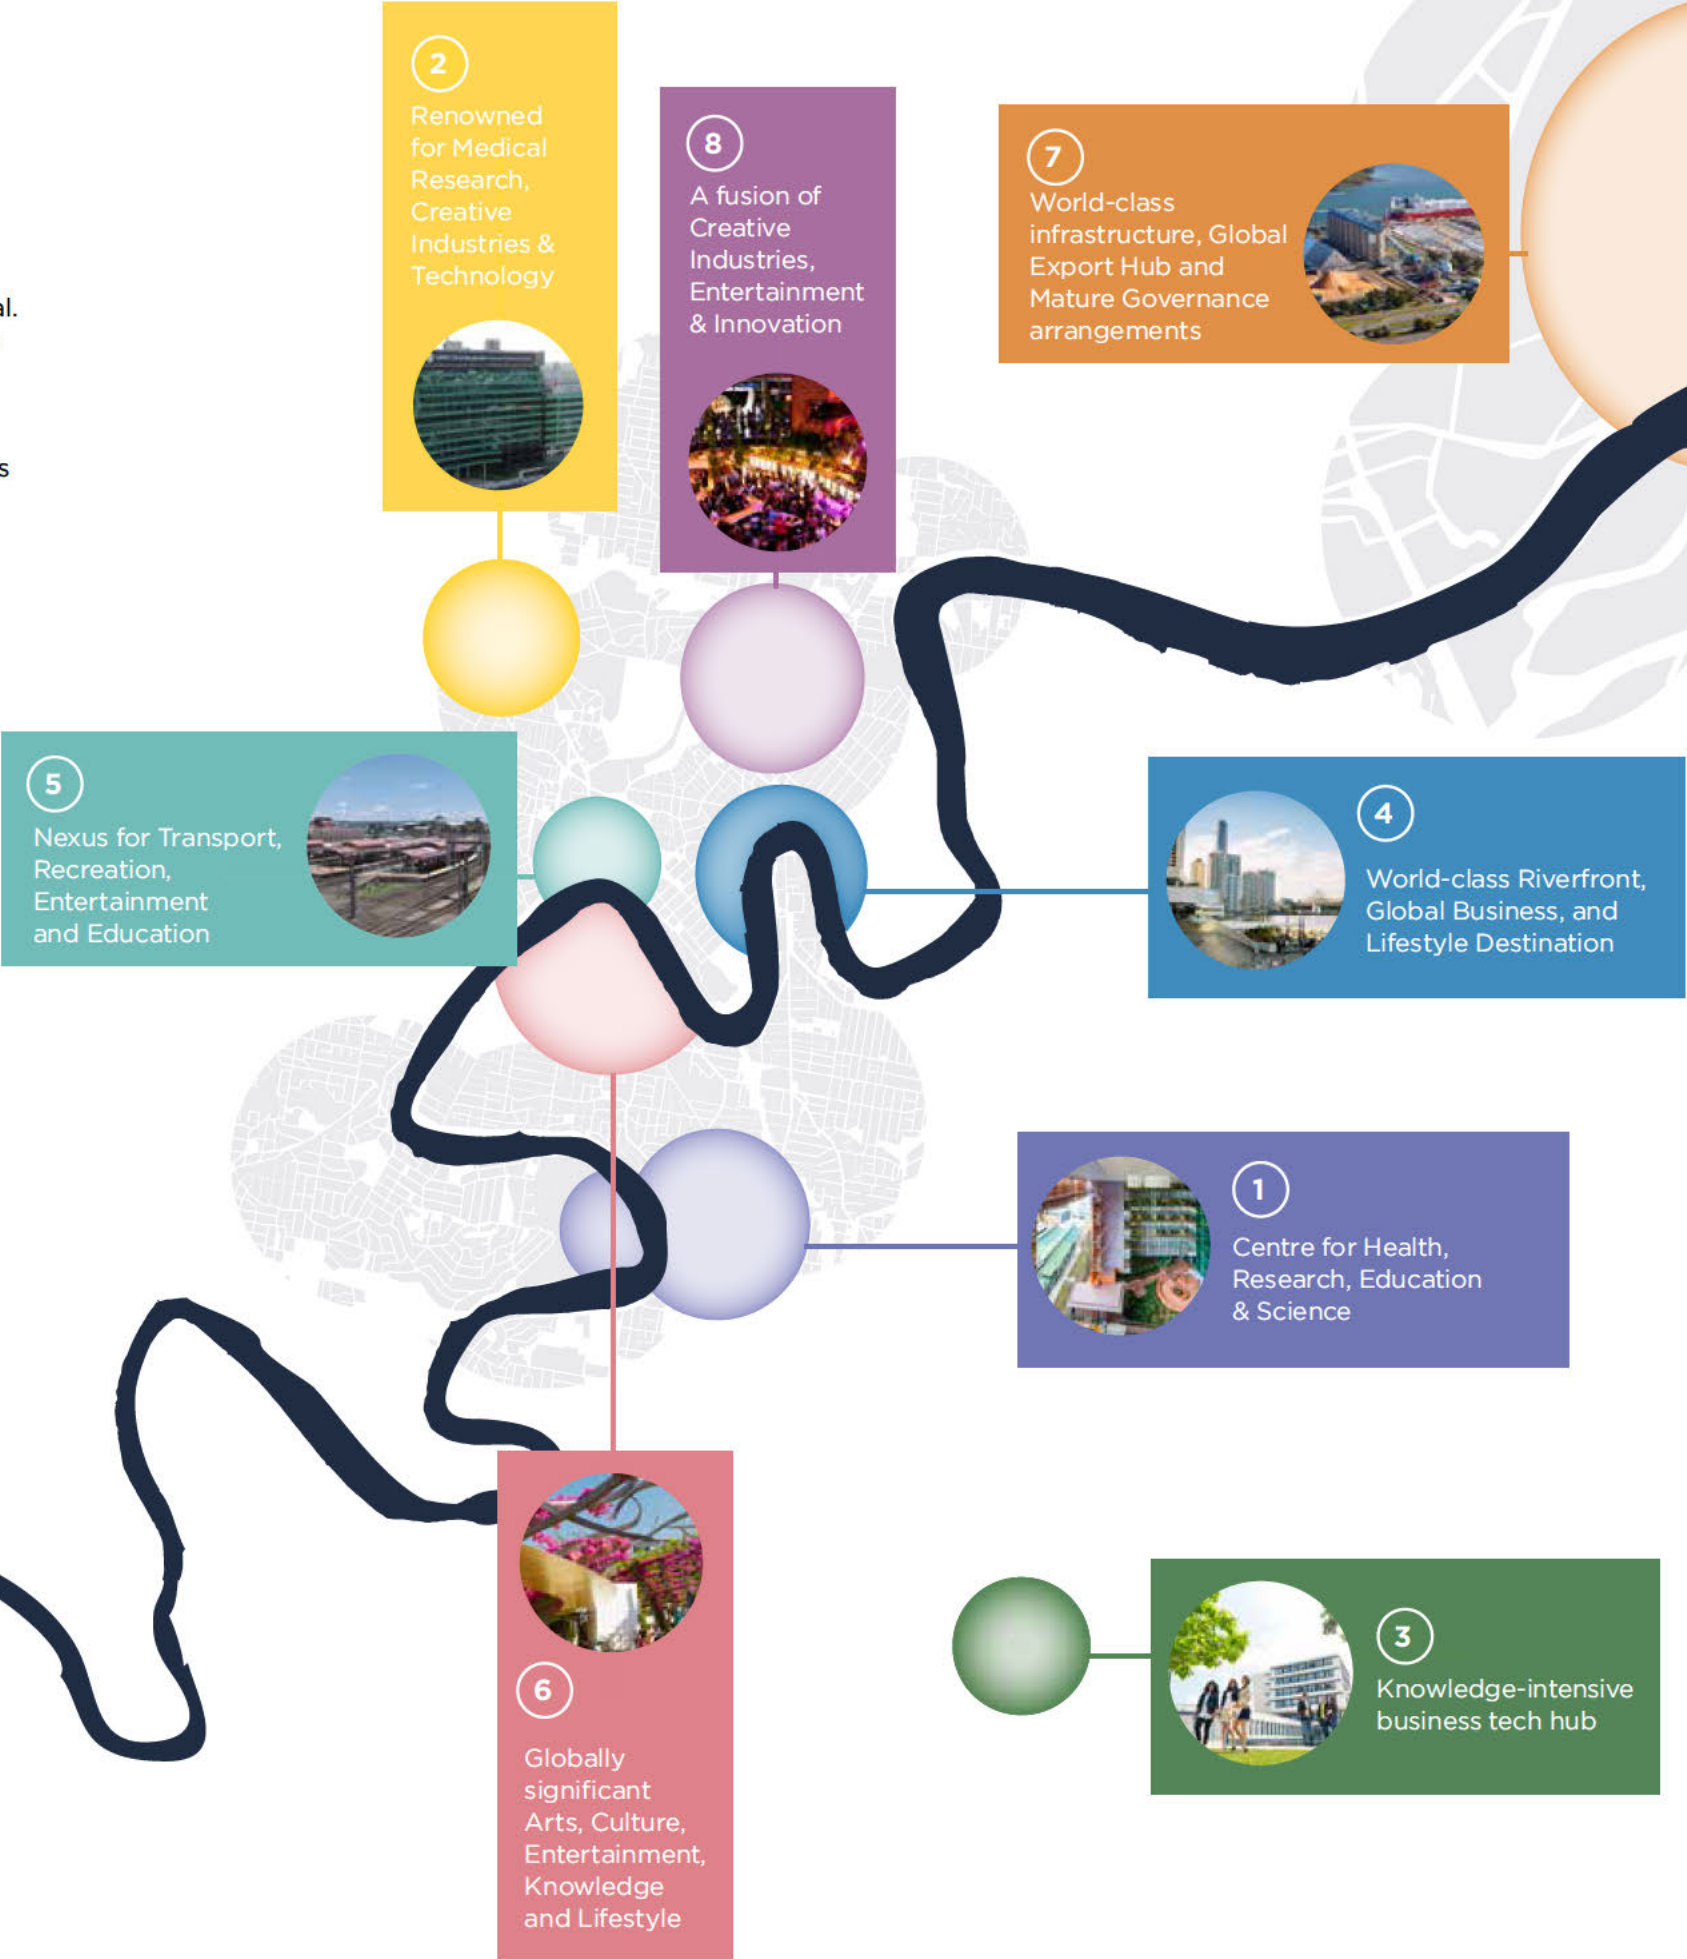 al.
s
2
Renowned
for Medical
Research,
Creative
Industries &
Technology
8
A fusion of
Creative
Industries,
Entertainment
& Innovation
7
World-class
infrastructure, Global
Export Hub and
Mature Governance
arrangements
5
Nexus for Transport,
Recreation,
Entertainment
and Education
4
World-class Riverfront,
Global Business, and
Lifestyle Destination
1
Centre for Health,
Research, Education
& Science
6
Globally
significant
Arts, Culture,
Entertainment,
Knowledge
and Lifestyle
3
Knowledge-intensive
business tech hub